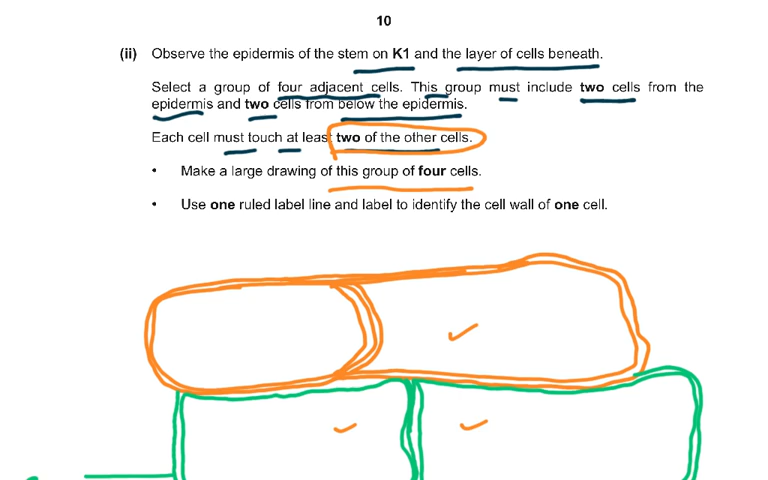 10
(ii) Observe the epidermis of the stem on K1 and the layer of cells beneath.
Select a group of four adjacent cells. This group must include two cells from the
epidermis and two cells from below the epidermis.
Each cell must touch at least two of the other cells.
• Make a large drawing of this group of four cells.
• Use one ruled label line and label to identify the cell wall of one cell.